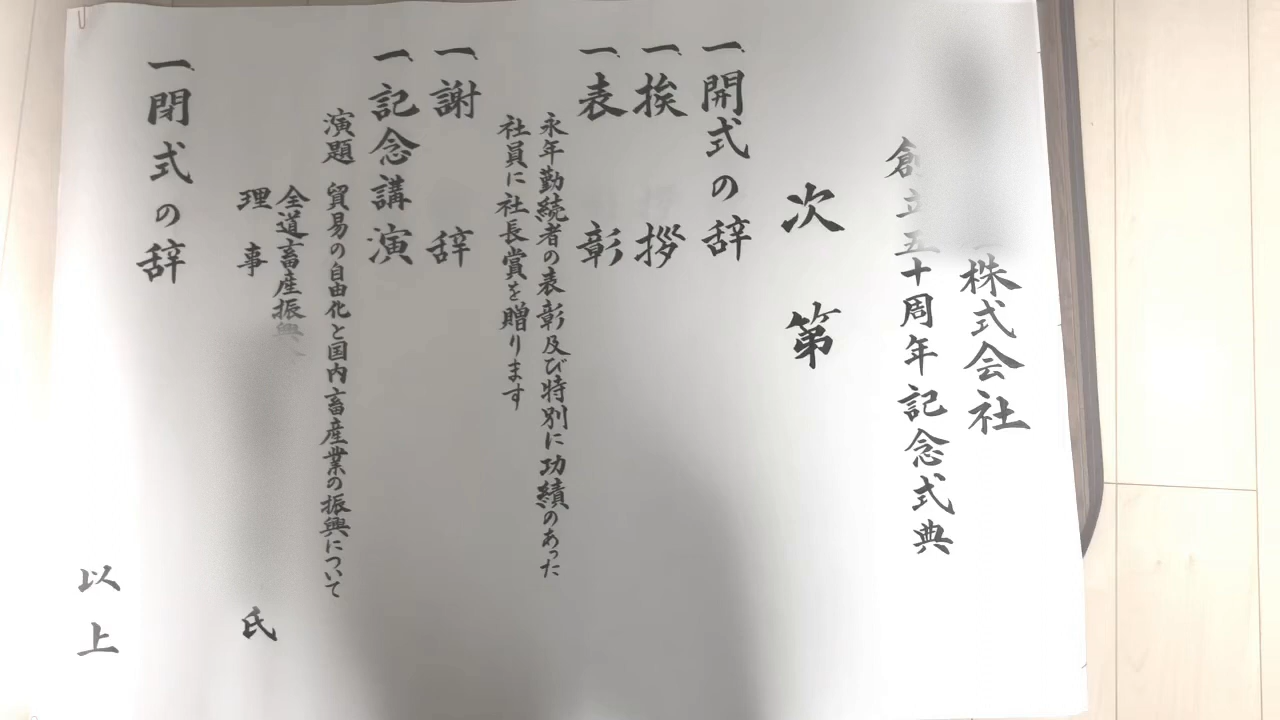 株式会社
創立五十周年記念式典
次第
一開式の辞
一挨拶
一表彰
永年勤続者の表彰及び特別に功績のあった
社員に社長賞を贈ります
一謝辞
一記念講演
演題 貿易の自由化と国内畜産業の振興について
全道畜産振興
理事 氏
一閉式の辞
以上